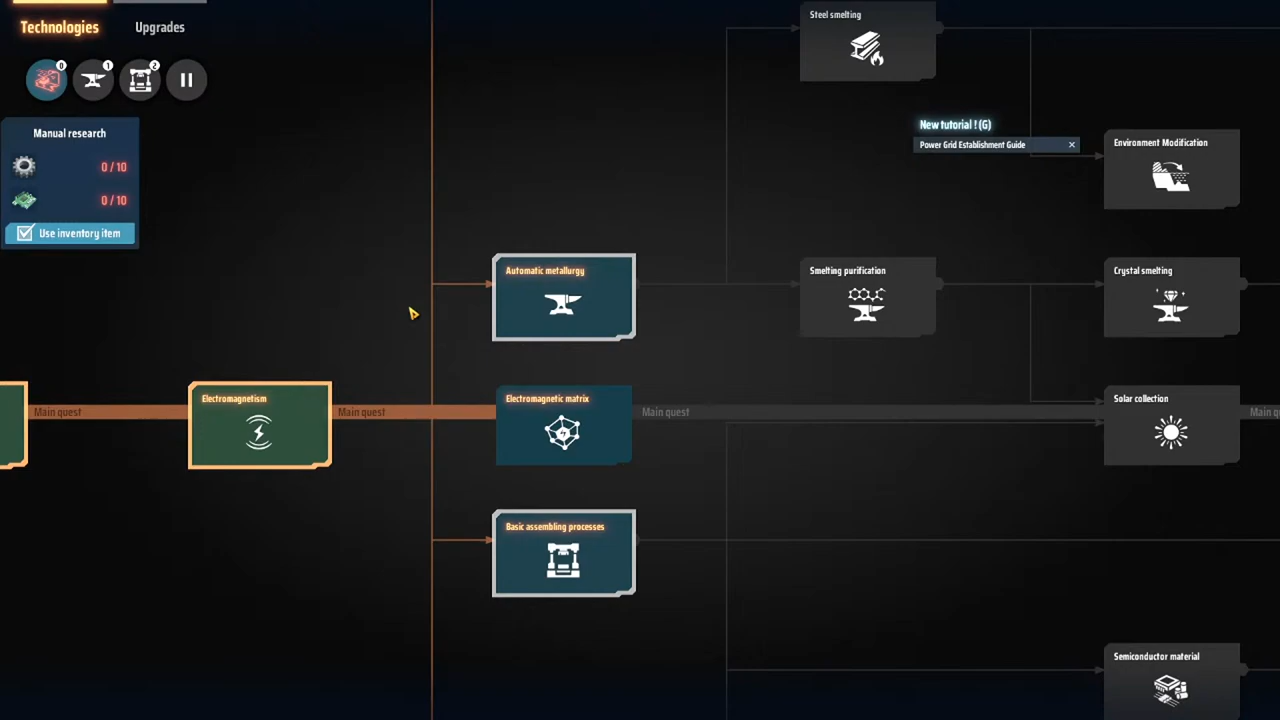 Technologies
Upgrades
0
1
2
Manual research
0 / 10
0 / 10
Use inventory item
Steel smelting
New tutorial ! (G)
Power Grid Establishment Guide
Environment Modification
Automatic metallurgy
Smelting purification
Crystal smelting
Main quest
Electromagnetism
Main quest
Electromagnetic matrix
Main quest
Solar collection
Main q
Basic assembling processes
Semiconductor material